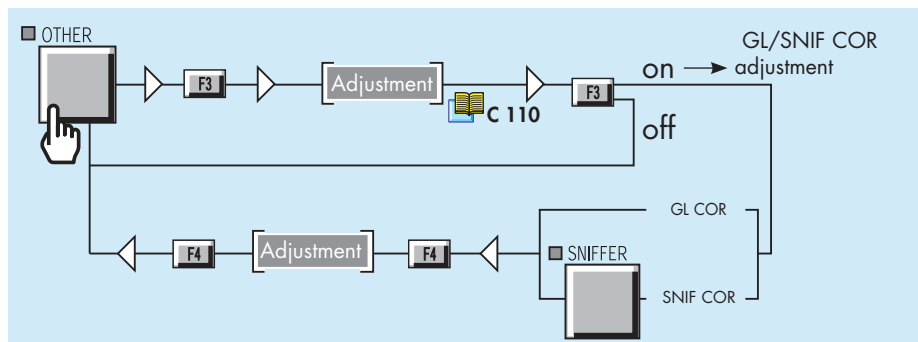 OTHER
F3
Adjustment
C 110
F3
on
GL/SNIF COR
adjustment
off
GL COR
F4
Adjustment
F4
SNIFFER
SNIF COR